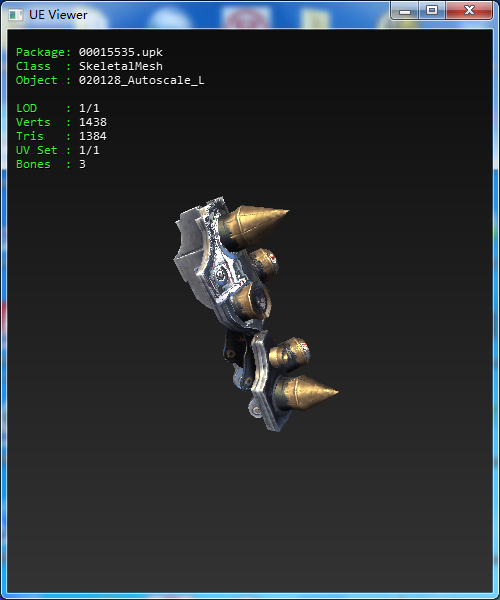 UE Viewer
Package: 00015535.upk
Class  : SkeletalMesh
Object : 020128_Autoscale_L
LOD    : 1/1
Verts  : 1438
Tris   : 1384
UV Set : 1/1
Bones  : 3